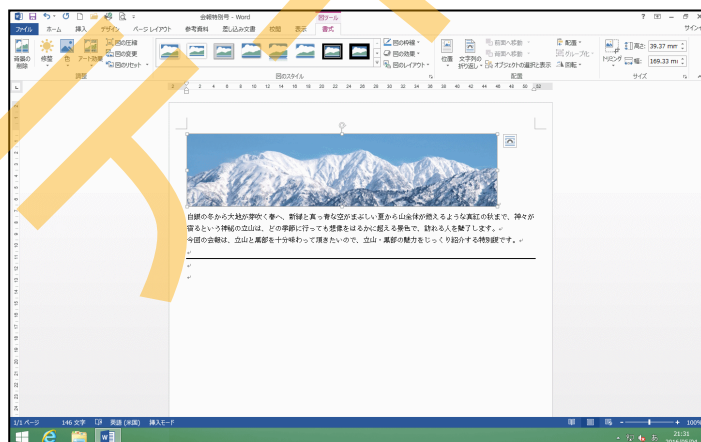 会報特別号 - Word
図ツール
サイン
ファイル ホーム 挿入 デザイン ページレイアウト 参考資料 差し込み文書 校閲 表示 書式
背景の削除
修整
色
アート効果
図の圧縮
図の変更
図のリセット
調整
図のスタイル
図の枠線
図の効果
図のレイアウト
位置
文字列の折り返し
前面へ移動
背面へ移動
オブジェクトの選択と表示
配置
グループ化
回転
配置
トリミング
高さ: 39.37 mm
幅: 169.33 mm
サイズ
白銀の冬から大地が芽吹く春へ、新緑と真っ青な空がまぶしい夏から山全体が燃えるような真紅の秋まで、神々が
宿るという神秘の立山は、どの季節に行っても想像をはるかに超える景色で、訪れる人を魅了します。
今回の会報は、立山と黒部を十分味わって頂きたいので、立山・黒部の魅力をじっくり紹介する特別号です。
1/1 ページ 146 文字 英語 (米国) 挿入モード
100%
21:31